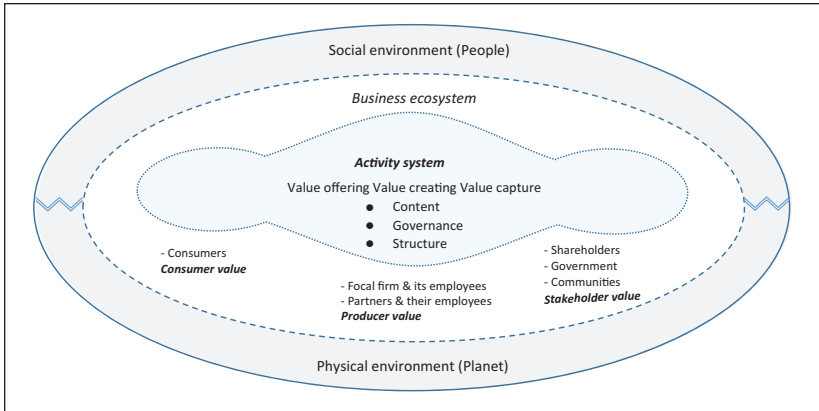 Social environment (People)
Business ecosystem
Activity system
Value offering Value creating Value capture
● Content
● Governance
● Structure
- Consumers
Consumer value
- Focal firm & its employees
- Partners & their employees
Producer value
- Shareholders
- Government
- Communities
Stakeholder value
Physical environment (Planet)